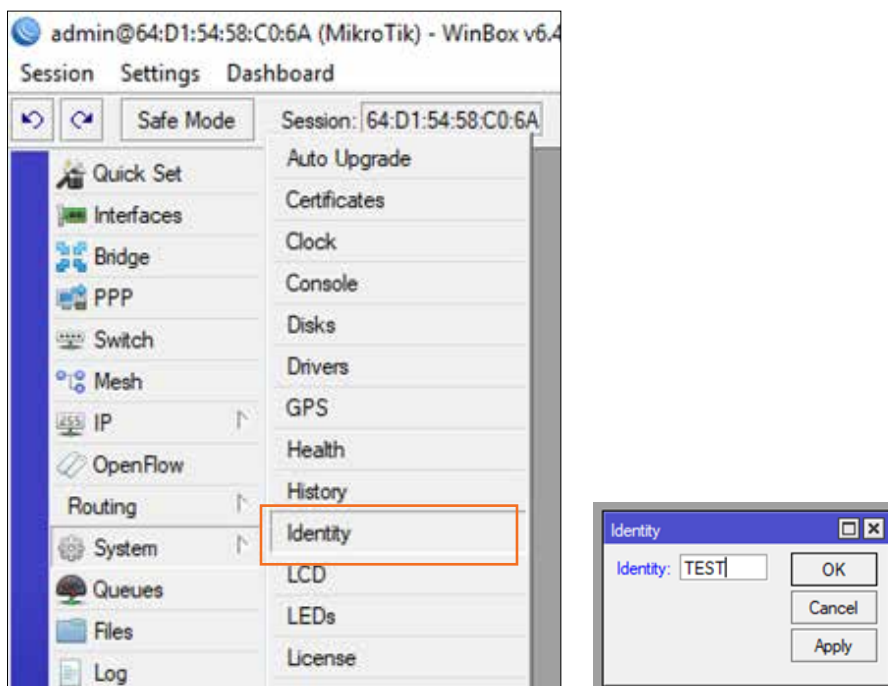 admin@64:D1:54:58:C0:6A (MikroTik) - WinBox v6.4
Session Settings Dashboard
Safe Mode Session: 64:D1:54:58:C0:6A
Quick Set
Interfaces
Bridge
PPP
Switch
Mesh
IP
OpenFlow
Routing
System
Queues
Files
Log
Auto Upgrade
Certificates
Clock
Console
Disks
Drivers
GPS
Health
History
Identity
LCD
LEDs
License
Identity
Identity: TEST
OK
Cancel
Apply